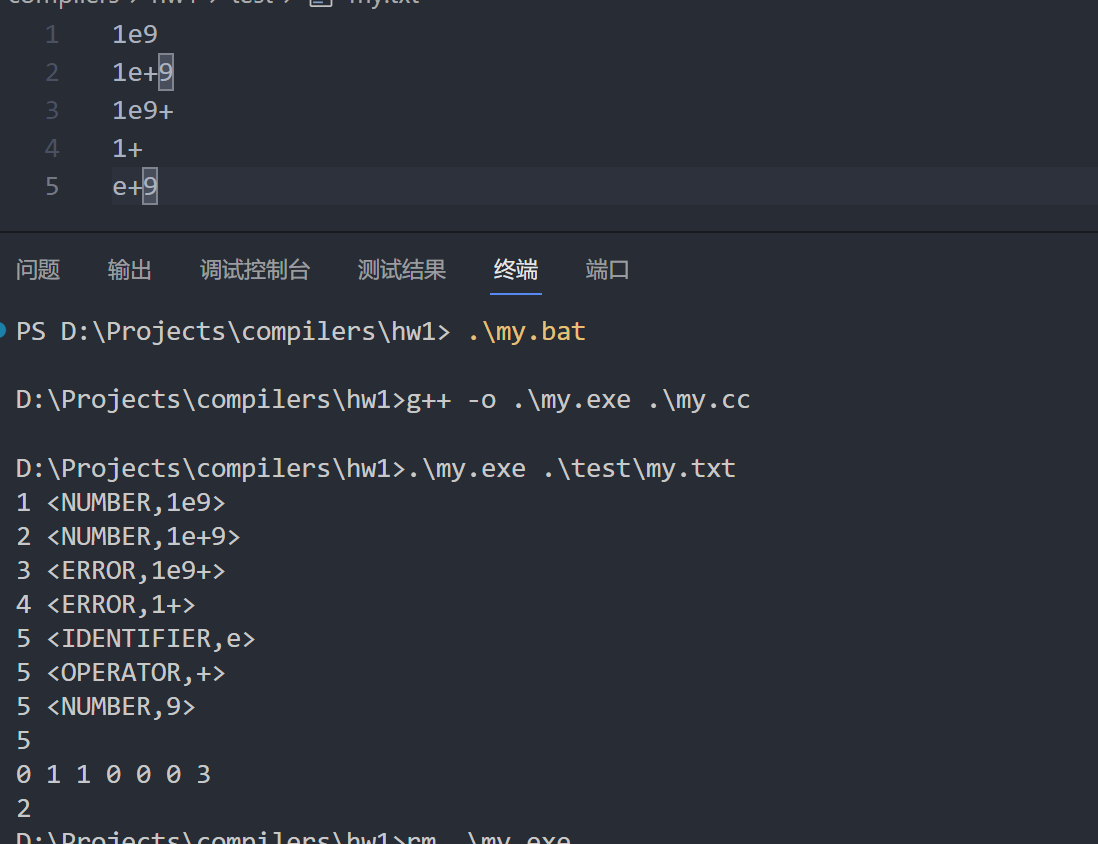 compilers > hw1 > test > my.txt
1 1e9
2 1e+9
3 1e9+
4 1+
5 e+9
问题 输出 调试控制台 测试结果 终端 端口
PS D:\Projects\compilers\hw1> .\my.bat
D:\Projects\compilers\hw1>g++ -o .\my.exe .\my.cc
D:\Projects\compilers\hw1>.\my.exe .\test\my.txt
1 <NUMBER,1e9>
2 <NUMBER,1e+9>
3 <ERROR,1e9+>
4 <ERROR,1+>
5 <IDENTIFIER,e>
5 <OPERATOR,+>
5 <NUMBER,9>
5
0 1 1 0 0 0 3
2
D:\Projects\compilers\hw1>rm .\my.exe